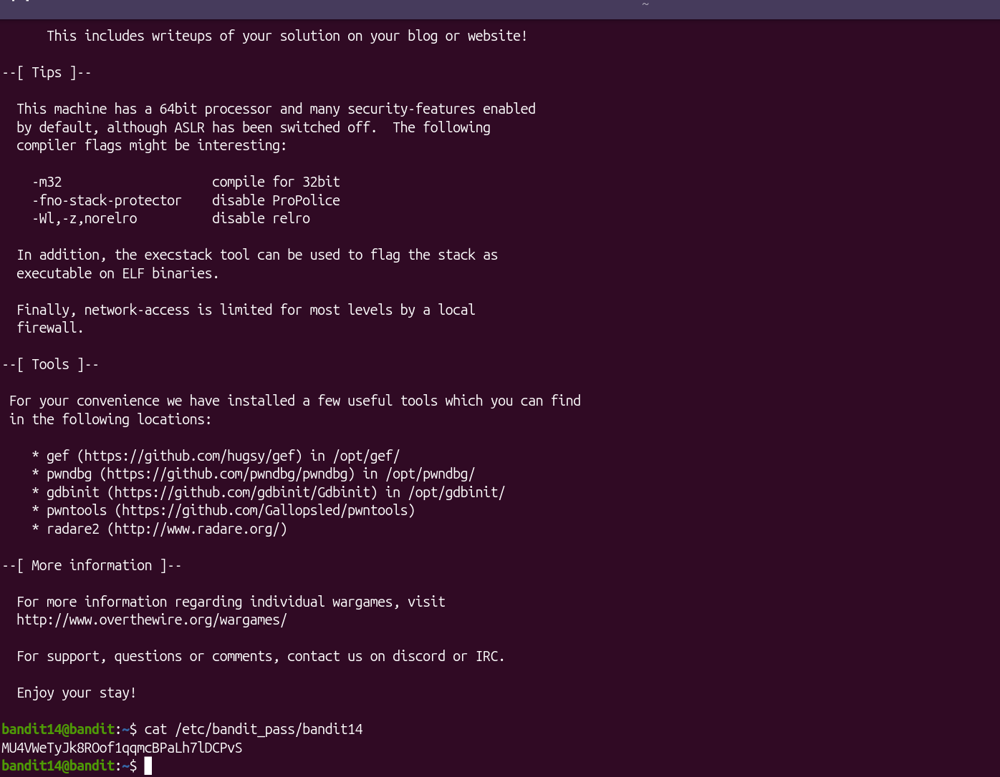 ~
This includes writeups of your solution on your blog or website!
--[ Tips ]--
This machine has a 64bit processor and many security-features enabled
by default, although ASLR has been switched off.  The following
compiler flags might be interesting:
-m32                    compile for 32bit
-fno-stack-protector    disable ProPolice
-Wl,-z,norelro          disable relro
In addition, the execstack tool can be used to flag the stack as
executable on ELF binaries.
Finally, network-access is limited for most levels by a local
firewall.
--[ Tools ]--
For your convenience we have installed a few useful tools which you can find
in the following locations:
* gef (https://github.com/hugsy/gef) in /opt/gef/
* pwndbg (https://github.com/pwndbg/pwndbg) in /opt/pwndbg/
* gdbinit (https://github.com/gdbinit/Gdbinit) in /opt/gdbinit/
* pwntools (https://github.com/Gallopsled/pwntools)
* radare2 (http://www.radare.org/)
--[ More information ]--
For more information regarding individual wargames, visit
http://www.overthewire.org/wargames/
For support, questions or comments, contact us on discord or IRC.
Enjoy your stay!
bandit14@bandit:~$ cat /etc/bandit_pass/bandit14
MU4VWeTyJk8ROof1qqmcBPaLh7lDCPvS
bandit14@bandit:~$